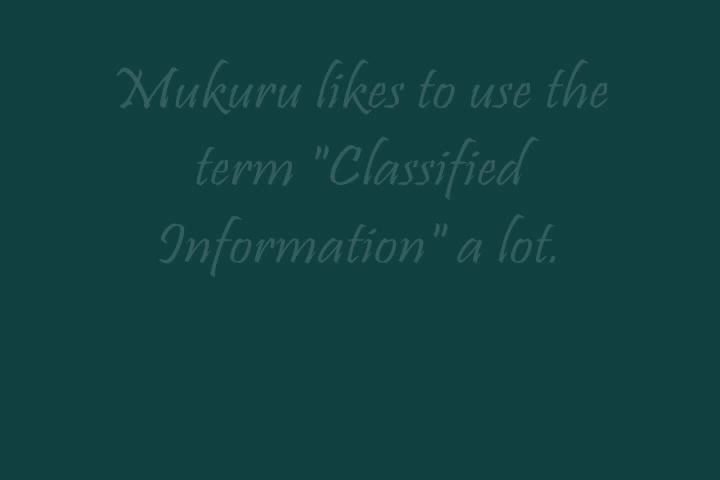 Mukuru likes to use the
term "Classified
Information" a lot.